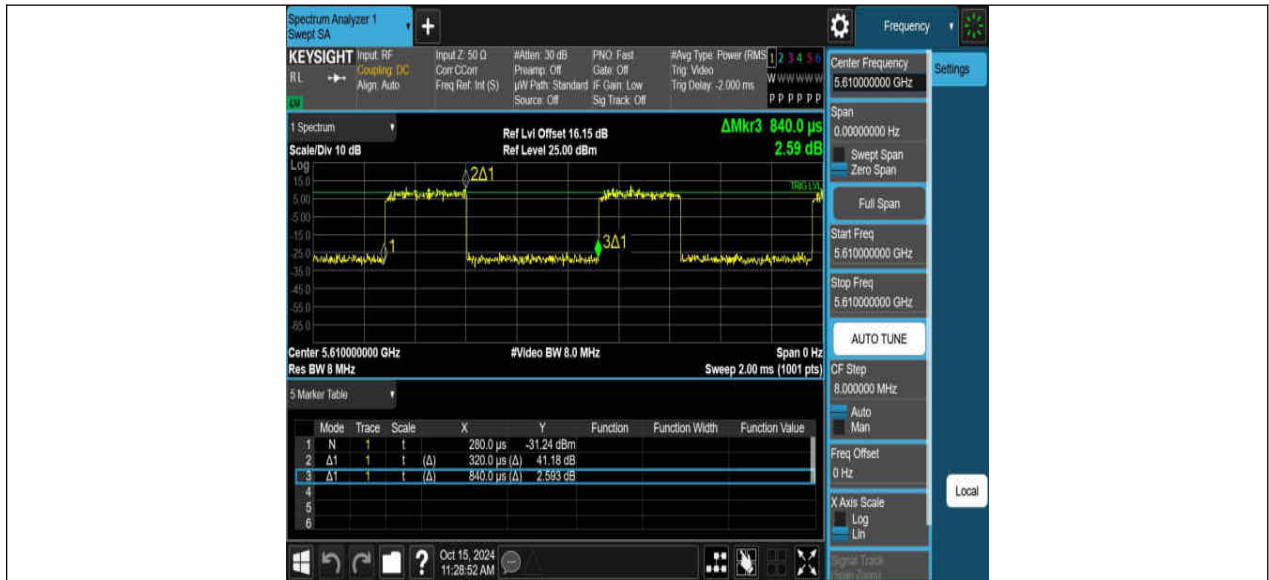 Spectrum Analyzer 1
Swept SA
+
Frequency
KEYSIGHT Input: RF
RL
Coupling: DC
Align: Auto
LXI
Input Z: 50 Ω
Corr CCorr
Freq Ref: Int (S)
#Atten: 30 dB
Preamp: Off
µW Path: Standard
Source: Off
PNO: Fast
Gate: Off
IF Gain: Low
Sig Track: Off
#Avg Type: Power (RMS
Trig: Video
Trig Delay: -2.000 ms
1 2 3 4 5 6
W W W W W W
P P P P P P
1 Spectrum
Scale/Div 10 dB
Ref Lvl Offset 16.15 dB
Ref Level 25.00 dBm
ΔMkr3 840.0 µs
2.59 dB
Log
15.0
5.00
-5.00
-15.0
-25.0
-35.0
-45.0
-55.0
-65.0
2Δ1
TRIG LVL
1
3Δ1
Center 5.610000000 GHz
Res BW 8 MHz
#Video BW 8.0 MHz
Span 0 Hz
Sweep 2.00 ms (1001 pts)
5 Marker Table
Mode Trace Scale X Y Function Function Width Function Value
1 N 1 t 280.0 µs -31.24 dBm
2 Δ1 1 t (Δ) 320.0 µs (Δ) 41.18 dB
3 Δ1 1 t (Δ) 840.0 µs (Δ) 2.593 dB
4
5
6
?
Oct 15, 2024
11:28:52 AM
Center Frequency
5.610000000 GHz
Span
0.00000000 Hz
Swept Span
Zero Span
Full Span
Start Freq
5.610000000 GHz
Stop Freq
5.610000000 GHz
AUTO TUNE
CF Step
8.000000 MHz
Auto
Man
Freq Offset
0 Hz
X Axis Scale
Log
Lin
Signal Track
(Span Zoom)
Settings
Local